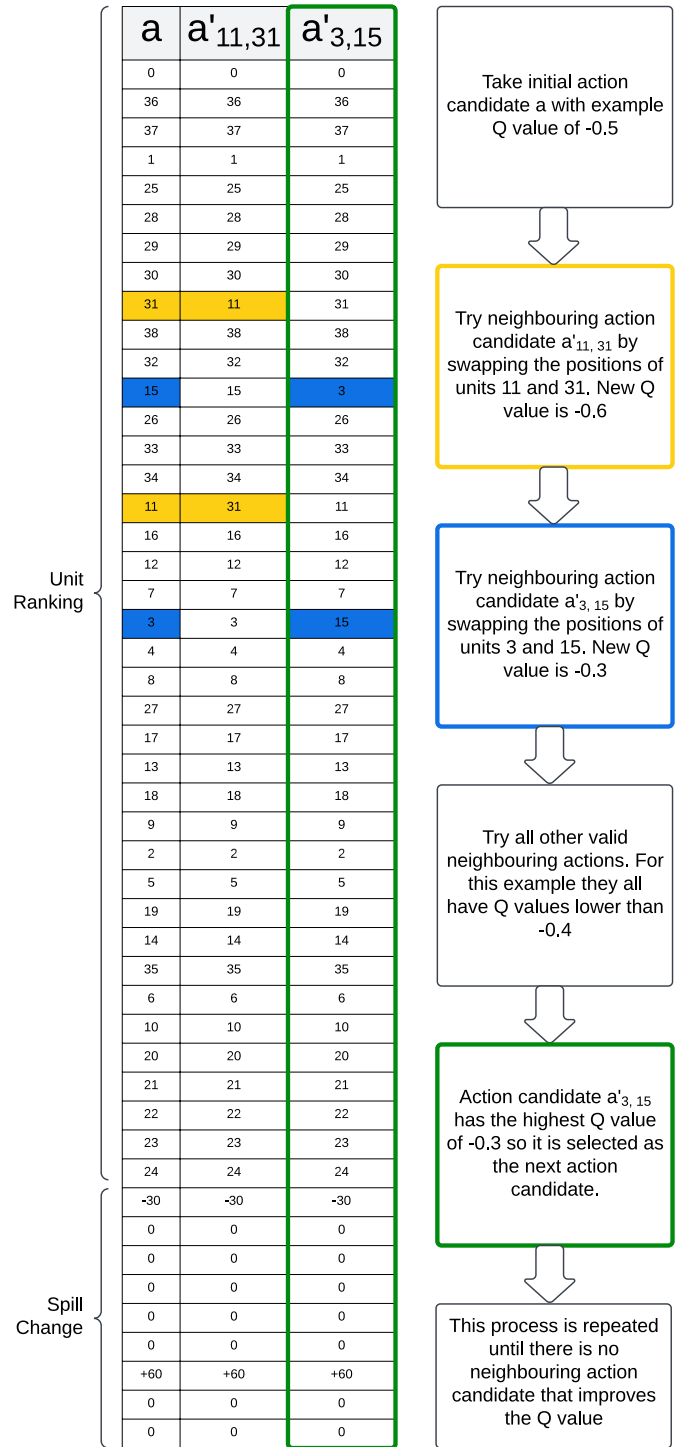 a a'11,31 a'3,15
0 0 0
36 36 36
37 37 37
1 1 1
25 25 25
28 28 28
29 29 29
30 30 30
31 11 31
38 38 38
32 32 32
15 15 3
26 26 26
33 33 33
34 34 34
11 31 11
16 16 16
12 12 12
7 7 7
3 3 15
4 4 4
8 8 8
27 27 27
17 17 17
13 13 13
18 18 18
9 9 9
2 2 2
5 5 5
19 19 19
14 14 14
35 35 35
6 6 6
10 10 10
20 20 20
21 21 21
22 22 22
23 23 23
24 24 24
-30 -30 -30
0 0 0
0 0 0
0 0 0
0 0 0
0 0 0
+60 +60 +60
0 0 0
0 0 0
Unit
Ranking
Spill
Change
Take initial action
candidate a with example
Q value of -0.5
Try neighbouring action
candidate a'11, 31 by
swapping the positions of
units 11 and 31. New Q
value is -0.6
Try neighbouring action
candidate a'3, 15 by
swapping the positions of
units 3 and 15. New Q
value is -0.3
Try all other valid
neighbouring actions. For
this example they all
have Q values lower than
-0.4
Action candidate a'3, 15
has the highest Q value
of -0.3 so it is selected as
the next action
candidate.
This process is repeated
until there is no
neighbouring action
candidate that improves
the Q value